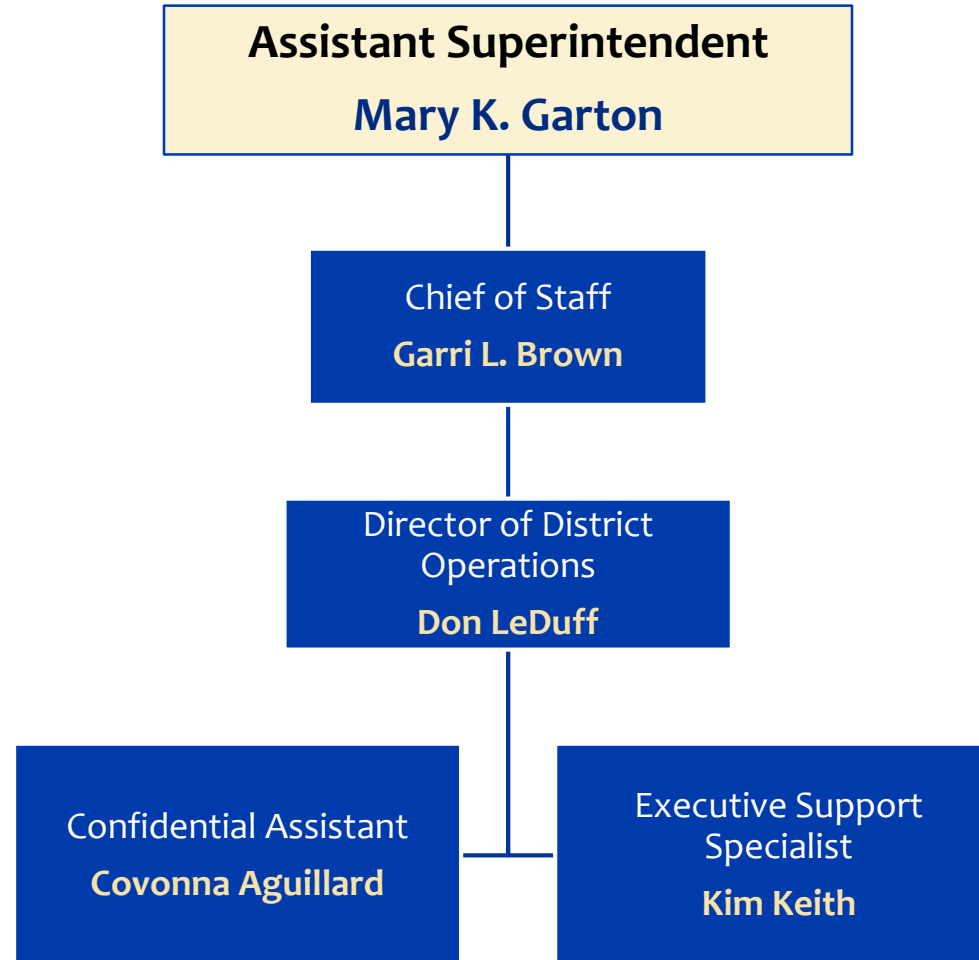 Assistant Superintendent
Mary K. Garton
Chief of Staff
Garri L. Brown
Director of District
Operations
Don LeDuff
Confidential Assistant
Covonna Aguillard
Executive Support
Specialist
Kim Keith